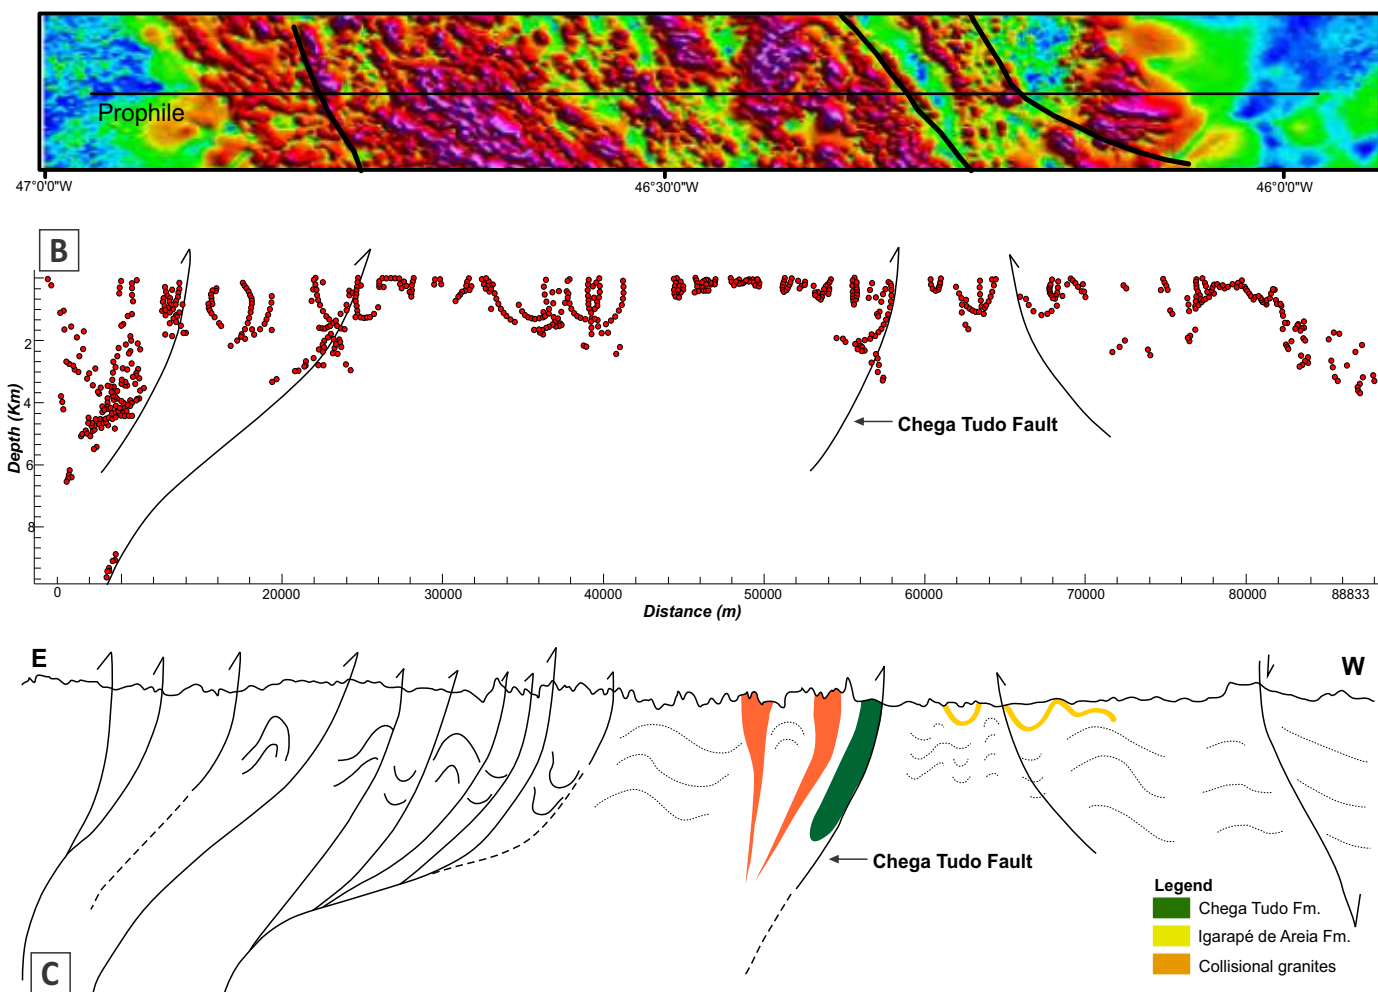 Prophile
47°0'0"W
46°30'0"W
46°0'0"W
B
2
4
6
8
Depth (Km)
Chega Tudo Fault
0
20000
30000
40000
50000
60000
70000
80000
88833
Distance (m)
E
W
Chega Tudo Fault
Legend
Chega Tudo Fm.
Igarapé de Areia Fm.
Collisional granites
C